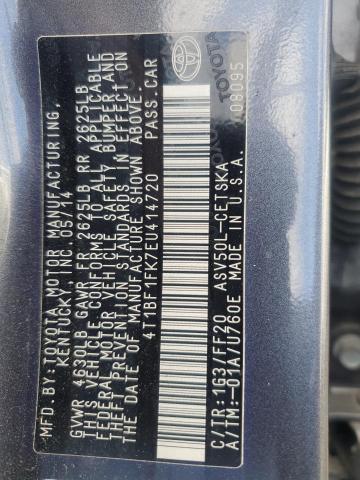 MFD. BY: TOYOTA MOTOR MANUFACTURING,
KENTUCKY, INC. 05/14
GVWR 4630LB GAWR FR 2625LB RR 2625LB
THIS VEHICLE CONFORMS TO ALL APPLICABLE
FEDERAL MOTOR VEHICLE SAFETY, BUMPER AND
THEFT PREVENTION STANDARDS IN EFFECT ON
THE DATE OF MANUFACTURE SHOWN ABOVE.
4T1BF1FK7EU414720 PASS. CAR
TOYOTA
C/TR:1G3/FF20 ASV50L-CETSKA
A/TM:-01A/U760E MADE IN U.S.A.
08095